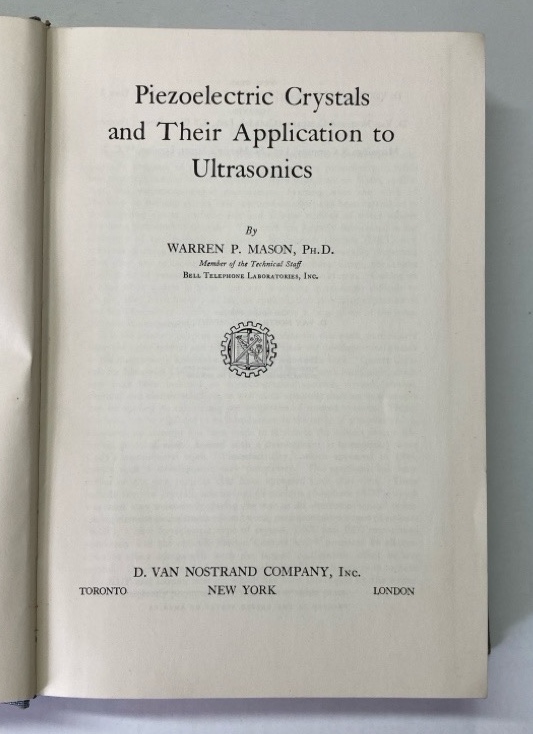 Piezoelectric Crystals
and Their Application to
Ultrasonics
By
WARREN P. MASON, PH.D.
Member of the Technical Staff
BELL TELEPHONE LABORATORIES, INC.
D. VAN NOSTRAND COMPANY, INC.
TORONTO NEW YORK LONDON